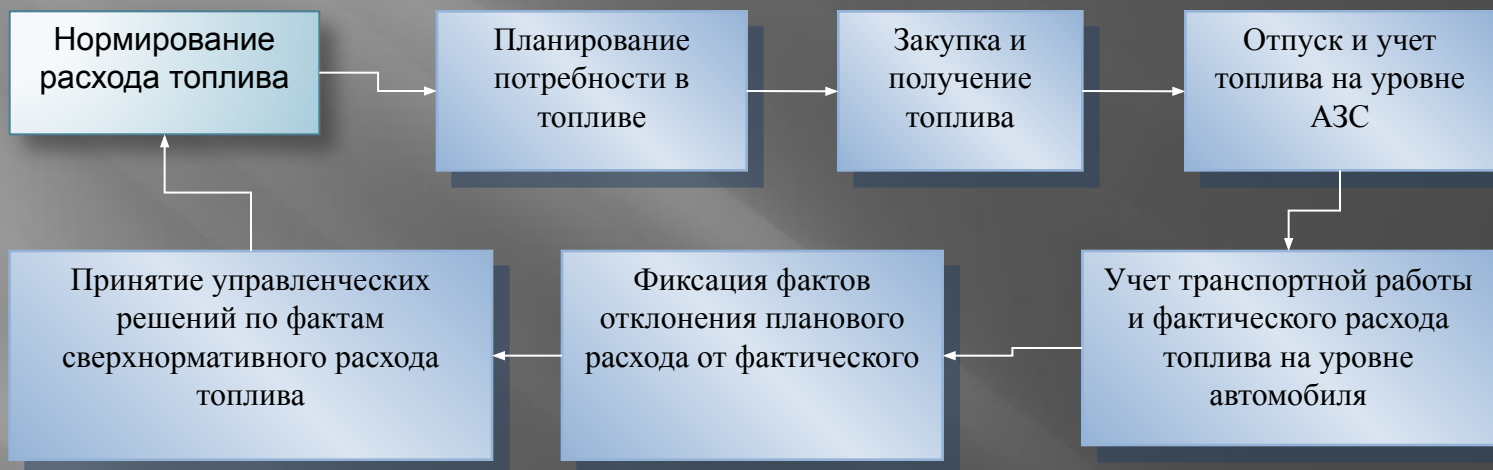 Нормирование
расхода топлива
Планирование
потребности в
топливе
Закупка и
получение
топлива
Отпуск и учет
топлива на уровне
АЗС
Принятие управленческих
решений по фактам
сверхнормативного расхода
топлива
Фиксация фактов
отклонения планового
расхода от фактического
Учет транспортной работы
и фактического расхода
топлива на уровне
автомобиля